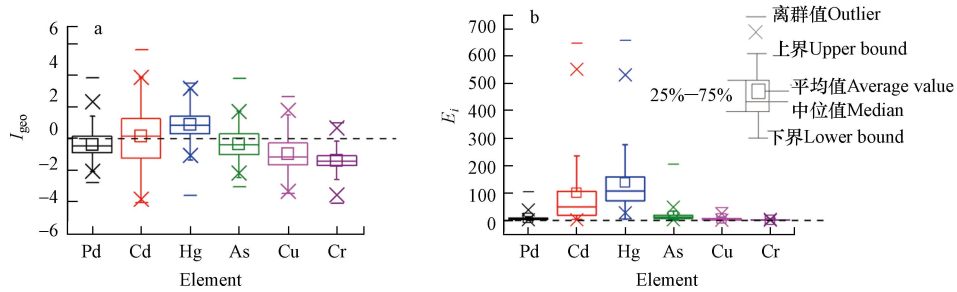 a
6
4
2
0
−2
−4
−6
I geo
Pd Cd Hg As Cu Cr
Element
b
700
600
500
400
300
200
100
0
E i
Pd Cd Hg As Cu Cr
Element
离群值Outlier
上界Upper bound
25%—75%
平均值Average value
中位值Median
下界Lower bound